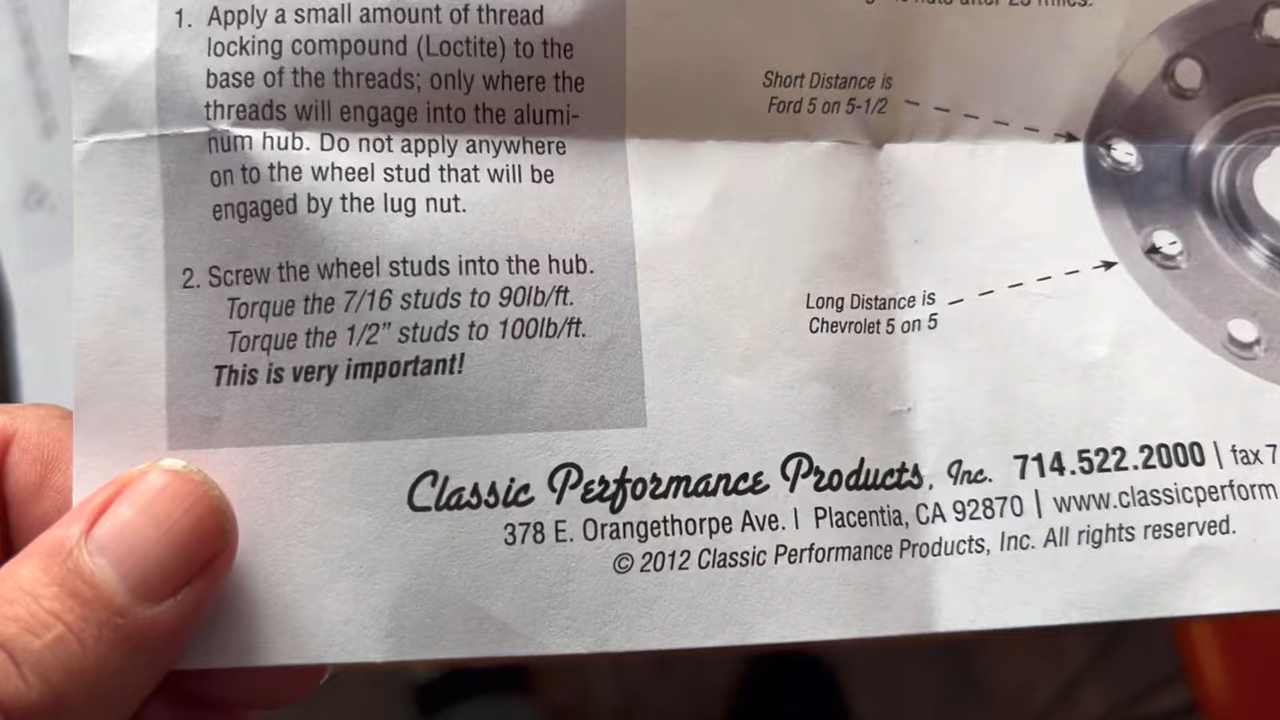 1. Apply a small amount of thread
locking compound (Loctite) to the
base of the threads; only where the
threads will engage into the alumi-
num hub. Do not apply anywhere
on to the wheel stud that will be
engaged by the lug nut.
2. Screw the wheel studs into the hub.
Torque the 7/16 studs to 90lb/ft.
Torque the 1/2” studs to 100lb/ft.
This is very important!
miles.
Short Distance is
Ford 5 on 5-1/2
Long Distance is
Chevrolet 5 on 5
Classic Performance Products, Inc. 714.522.2000 | fax 7
378 E. Orangethorpe Ave. | Placentia, CA 92870 | www.classicperform
© 2012 Classic Performance Products, Inc. All rights reserved.